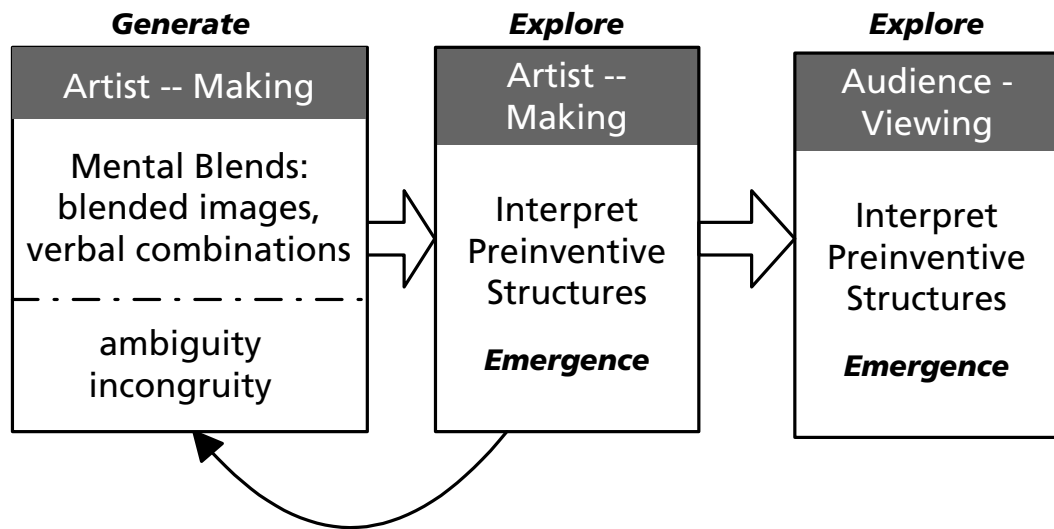 Generate
Artist -- Making
Mental Blends:
blended images,
verbal combinations
ambiguity
incongruity
Explore
Artist --
Making
Interpret
Preinventive
Structures
Emergence
Explore
Audience -
Viewing
Interpret
Preinventive
Structures
Emergence